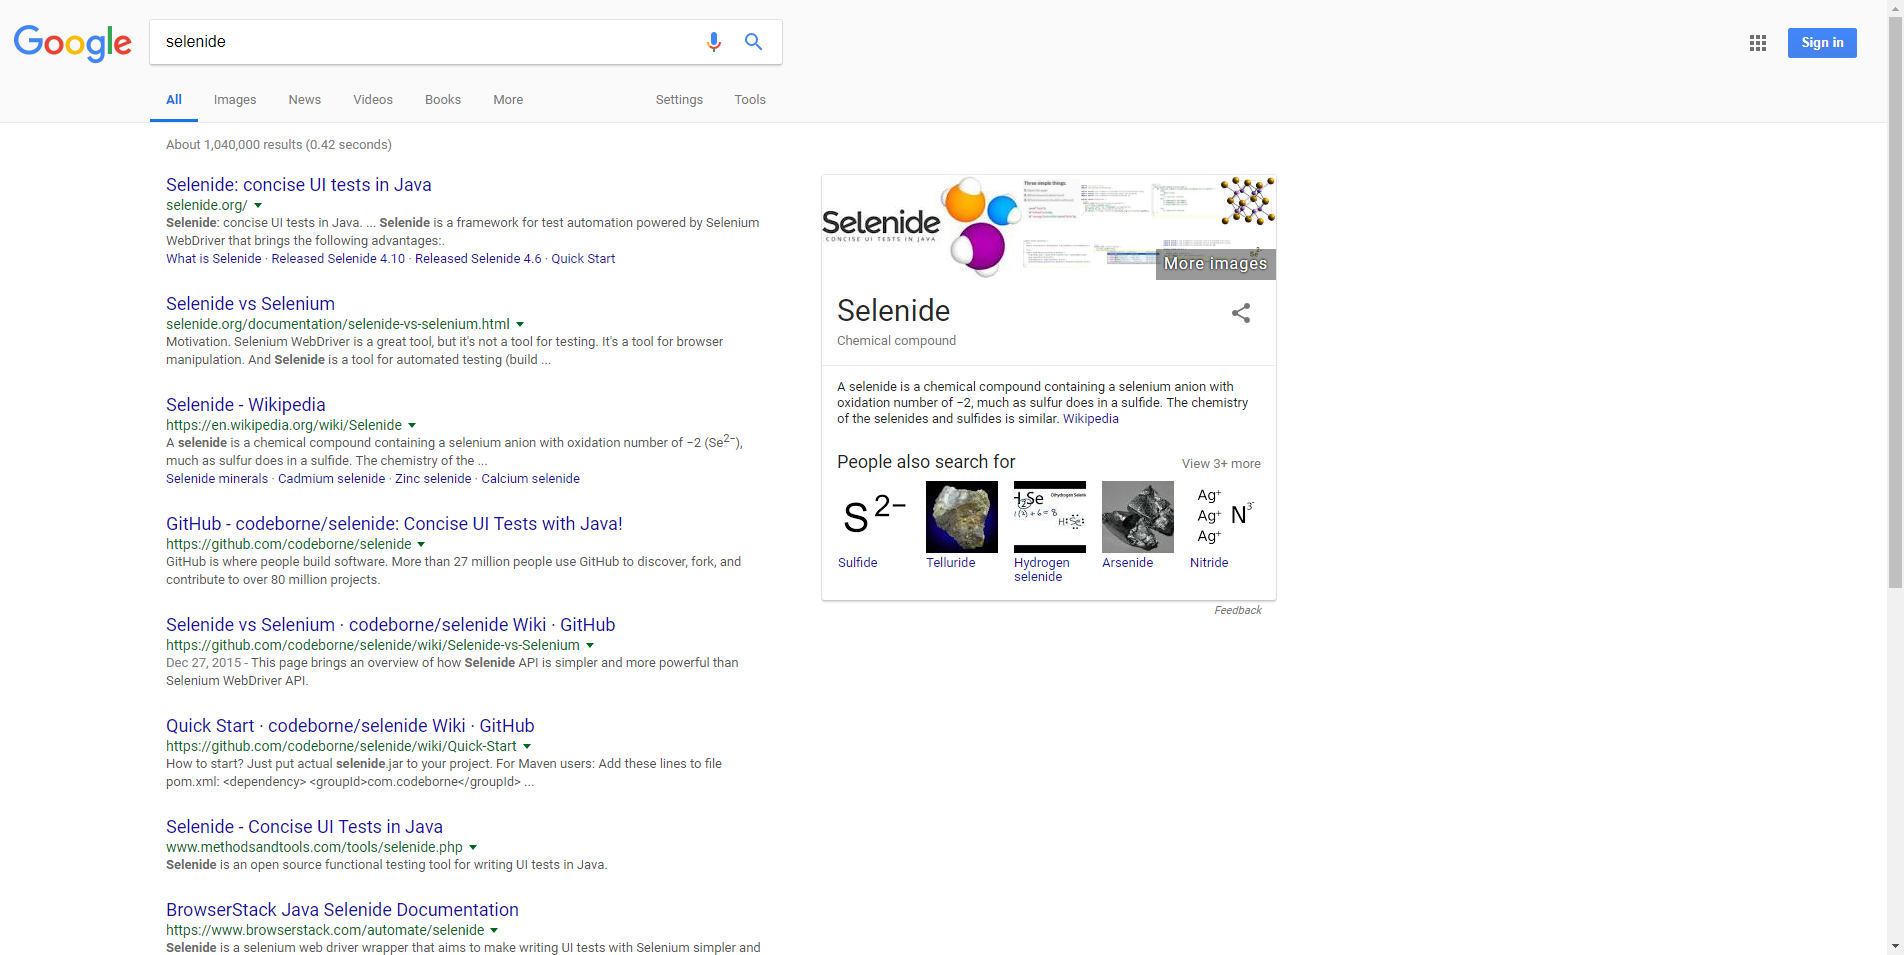 Google
selenide
Sign in
All Images News Videos Books More Settings Tools
About 1,040,000 results (0.42 seconds)
Selenide: concise UI tests in Java
selenide.org/
Selenide: concise UI tests in Java. ... Selenide is a framework for test automation powered by Selenium
WebDriver that brings the following advantages:.
What is Selenide · Released Selenide 4.10 · Released Selenide 4.6 · Quick Start
Selenide vs Selenium
selenide.org/documentation/selenide-vs-selenium.html
Motivation. Selenium WebDriver is a great tool, but it's not a tool for testing. It's a tool for browser
manipulation. And Selenide is a tool for automated testing (build ...
Selenide - Wikipedia
https://en.wikipedia.org/wiki/Selenide
A selenide is a chemical compound containing a selenium anion with oxidation number of −2 (Se2−),
much as sulfur does in a sulfide. The chemistry of the ...
Selenide minerals · Cadmium selenide · Zinc selenide · Calcium selenide
GitHub - codeborne/selenide: Concise UI Tests with Java!
https://github.com/codeborne/selenide
GitHub is where people build software. More than 27 million people use GitHub to discover, fork, and
contribute to over 80 million projects.
Selenide vs Selenium · codeborne/selenide Wiki · GitHub
https://github.com/codeborne/selenide/wiki/Selenide-vs-Selenium
Dec 27, 2015 - This page brings an overview of how Selenide API is simpler and more powerful than
Selenium WebDriver API.
Quick Start · codeborne/selenide Wiki · GitHub
https://github.com/codeborne/selenide/wiki/Quick-Start
How to start? Just put actual selenide.jar to your project. For Maven users: Add these lines to file
pom.xml: <dependency> <groupId>com.codeborne</groupId> ...
Selenide - Concise UI Tests in Java
www.methodsandtools.com/tools/selenide.php
Selenide is an open source functional testing tool for writing UI tests in Java.
BrowserStack Java Selenide Documentation
https://www.browserstack.com/automate/selenide
Selenide is a selenium web driver wrapper that aims to make writing UI tests with Selenium simpler and
Selenide
CONCISE UI TESTS IN JAVA
Three simple things:
More images
Selenide
Chemical compound
A selenide is a chemical compound containing a selenium anion with
oxidation number of −2, much as sulfur does in a sulfide. The chemistry
of the selenides and sulfides is similar. Wikipedia
People also search for
View 3+ more
S 2−
Dihydrogen
H:Se:
Ag+
Ag+ N3-
Ag+
Sulfide Telluride Hydrogen Arsenide Nitride
selenide
Feedback